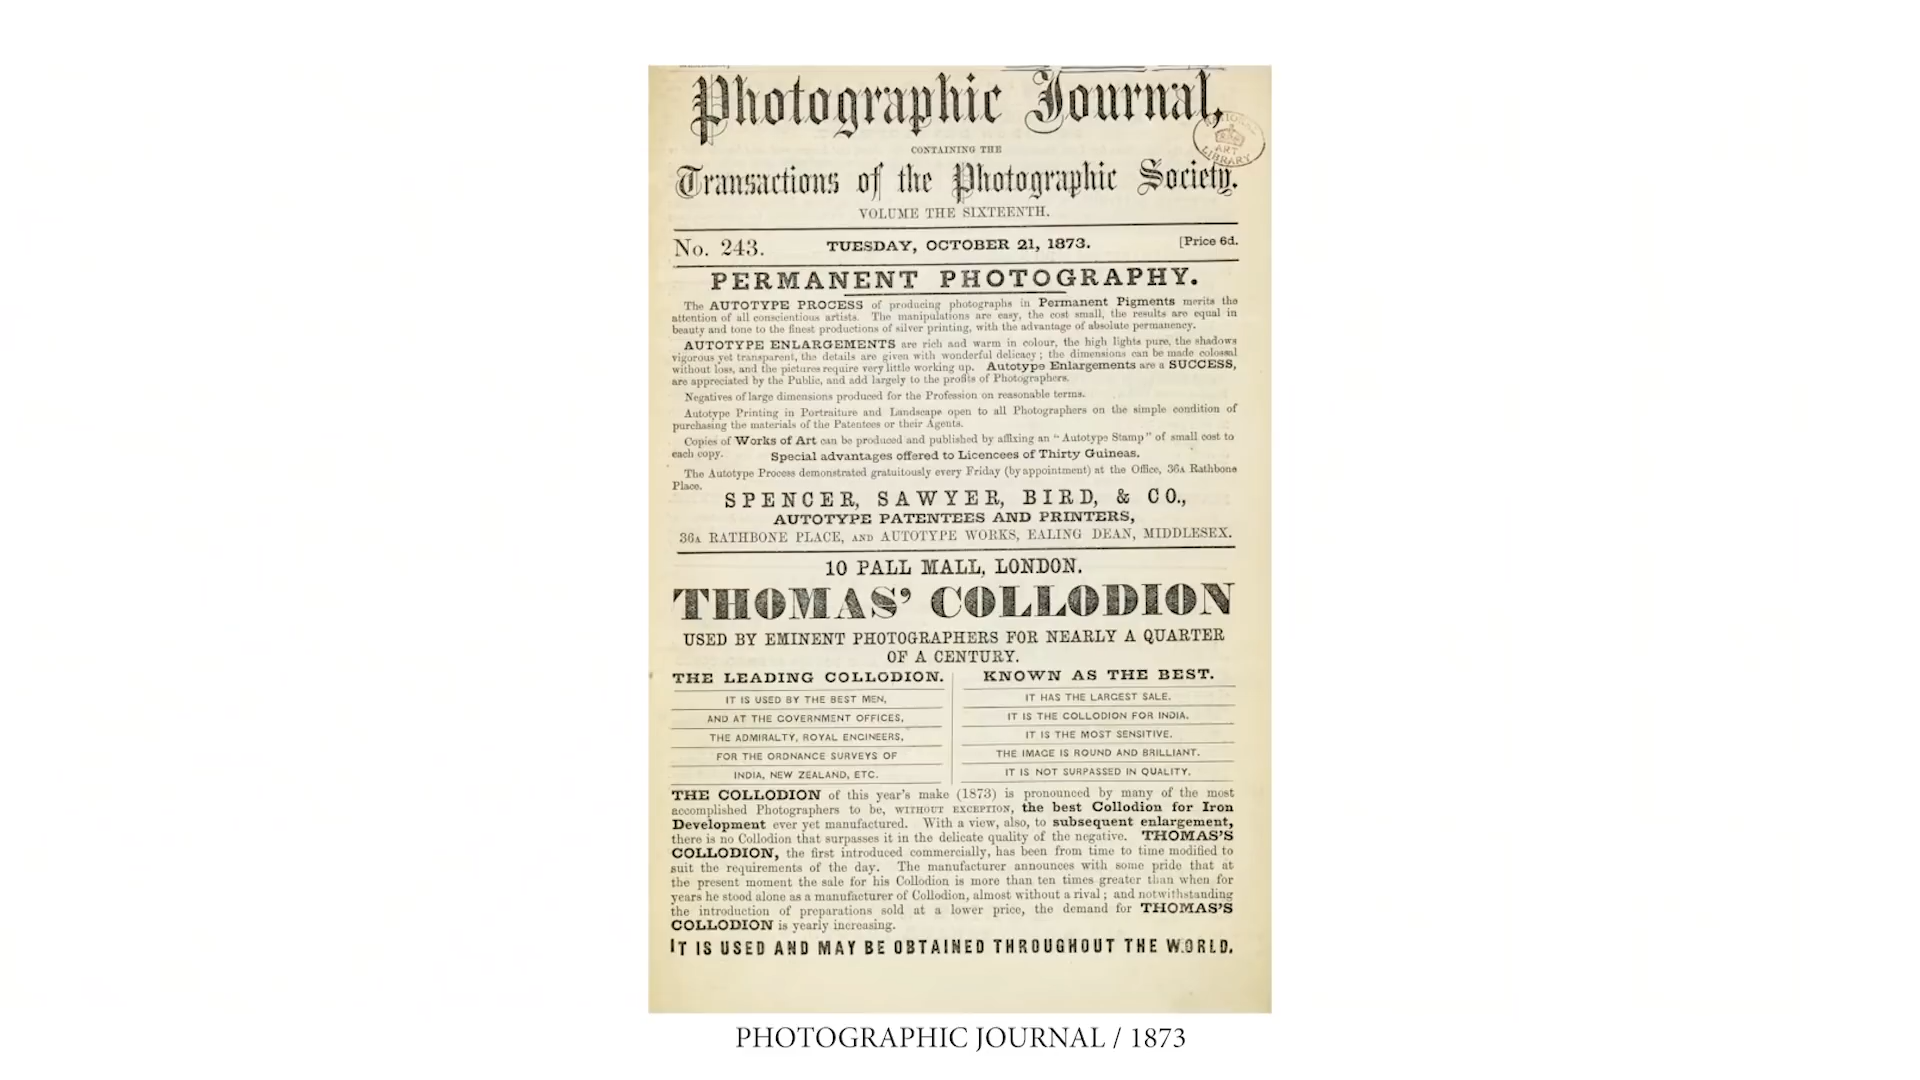 Photographic Journal,
CONTAINING THE
Transactions of the Photographic Society.
VOLUME THE SIXTEENTH.
NATIONAL
ART
LIBRARY
No. 243. TUESDAY, OCTOBER 21, 1873. [Price 6d.
PERMANENT PHOTOGRAPHY.
The AUTOTYPE PROCESS of producing photographs in Permanent Pigments merits the
attention of all conscientious artists. The manipulations are easy, the cost small, the results are equal in
beauty and tone to the finest productions of silver printing, with the advantage of absolute permanency.
AUTOTYPE ENLARGEMENTS are rich and warm in colour, the high lights pure, the shadows
vigorous yet transparent, the details are given with wonderful delicacy; the dimensions can be made colossal
without loss, and the pictures require very little working up. Autotype Enlargements are a SUCCESS,
are appreciated by the Public, and add largely to the profits of Photographers.
Negatives of large dimensions produced for the Profession on reasonable terms.
Autotype Printing in Portraiture and Landscape open to all Photographers on the simple condition of
purchasing the materials of the Patentees or their Agents.
Copies of Works of Art can be produced and published by affixing an "Autotype Stamp" of small cost to
each copy. Special advantages offered to Licencees of Thirty Guineas.
The Autotype Process demonstrated gratuitously every Friday (by appointment) at the Office, 36A Rathbone
Place.
SPENCER, SAWYER, BIRD, & CO.,
AUTOTYPE PATENTEES AND PRINTERS,
36A RATHBONE PLACE, AND AUTOTYPE WORKS, EALING DEAN, MIDDLESEX.
10 PALL MALL, LONDON.
THOMAS' COLLODION
USED BY EMINENT PHOTOGRAPHERS FOR NEARLY A QUARTER
OF A CENTURY.
THE LEADING COLLODION.
IT IS USED BY THE BEST MEN,
AND AT THE GOVERNMENT OFFICES,
THE ADMIRALTY, ROYAL ENGINEERS,
FOR THE ORDNANCE SURVEYS OF
INDIA, NEW ZEALAND, ETC.
KNOWN AS THE BEST.
IT HAS THE LARGEST SALE.
IT IS THE COLLODION FOR INDIA.
IT IS THE MOST SENSITIVE.
THE IMAGE IS ROUND AND BRILLIANT.
IT IS NOT SURPASSED IN QUALITY.
THE COLLODION of this year's make (1873) is pronounced by many of the most
accomplished Photographers to be, WITHOUT EXCEPTION, the best Collodion for Iron
Development ever yet manufactured. With a view, also, to subsequent enlargement,
there is no Collodion that surpasses it in the delicate quality of the negative. THOMAS'S
COLLODION, the first introduced commercially, has been from time to time modified to
suit the requirements of the day. The manufacturer announces with some pride that at
the present moment the sale for his Collodion is more than ten times greater than when for
years he stood alone as a manufacturer of Collodion, almost without a rival; and notwithstanding
the introduction of preparations sold at a lower price, the demand for THOMAS'S
COLLODION is yearly increasing.
IT IS USED AND MAY BE OBTAINED THROUGHOUT THE WORLD.
PHOTOGRAPHIC JOURNAL / 1873